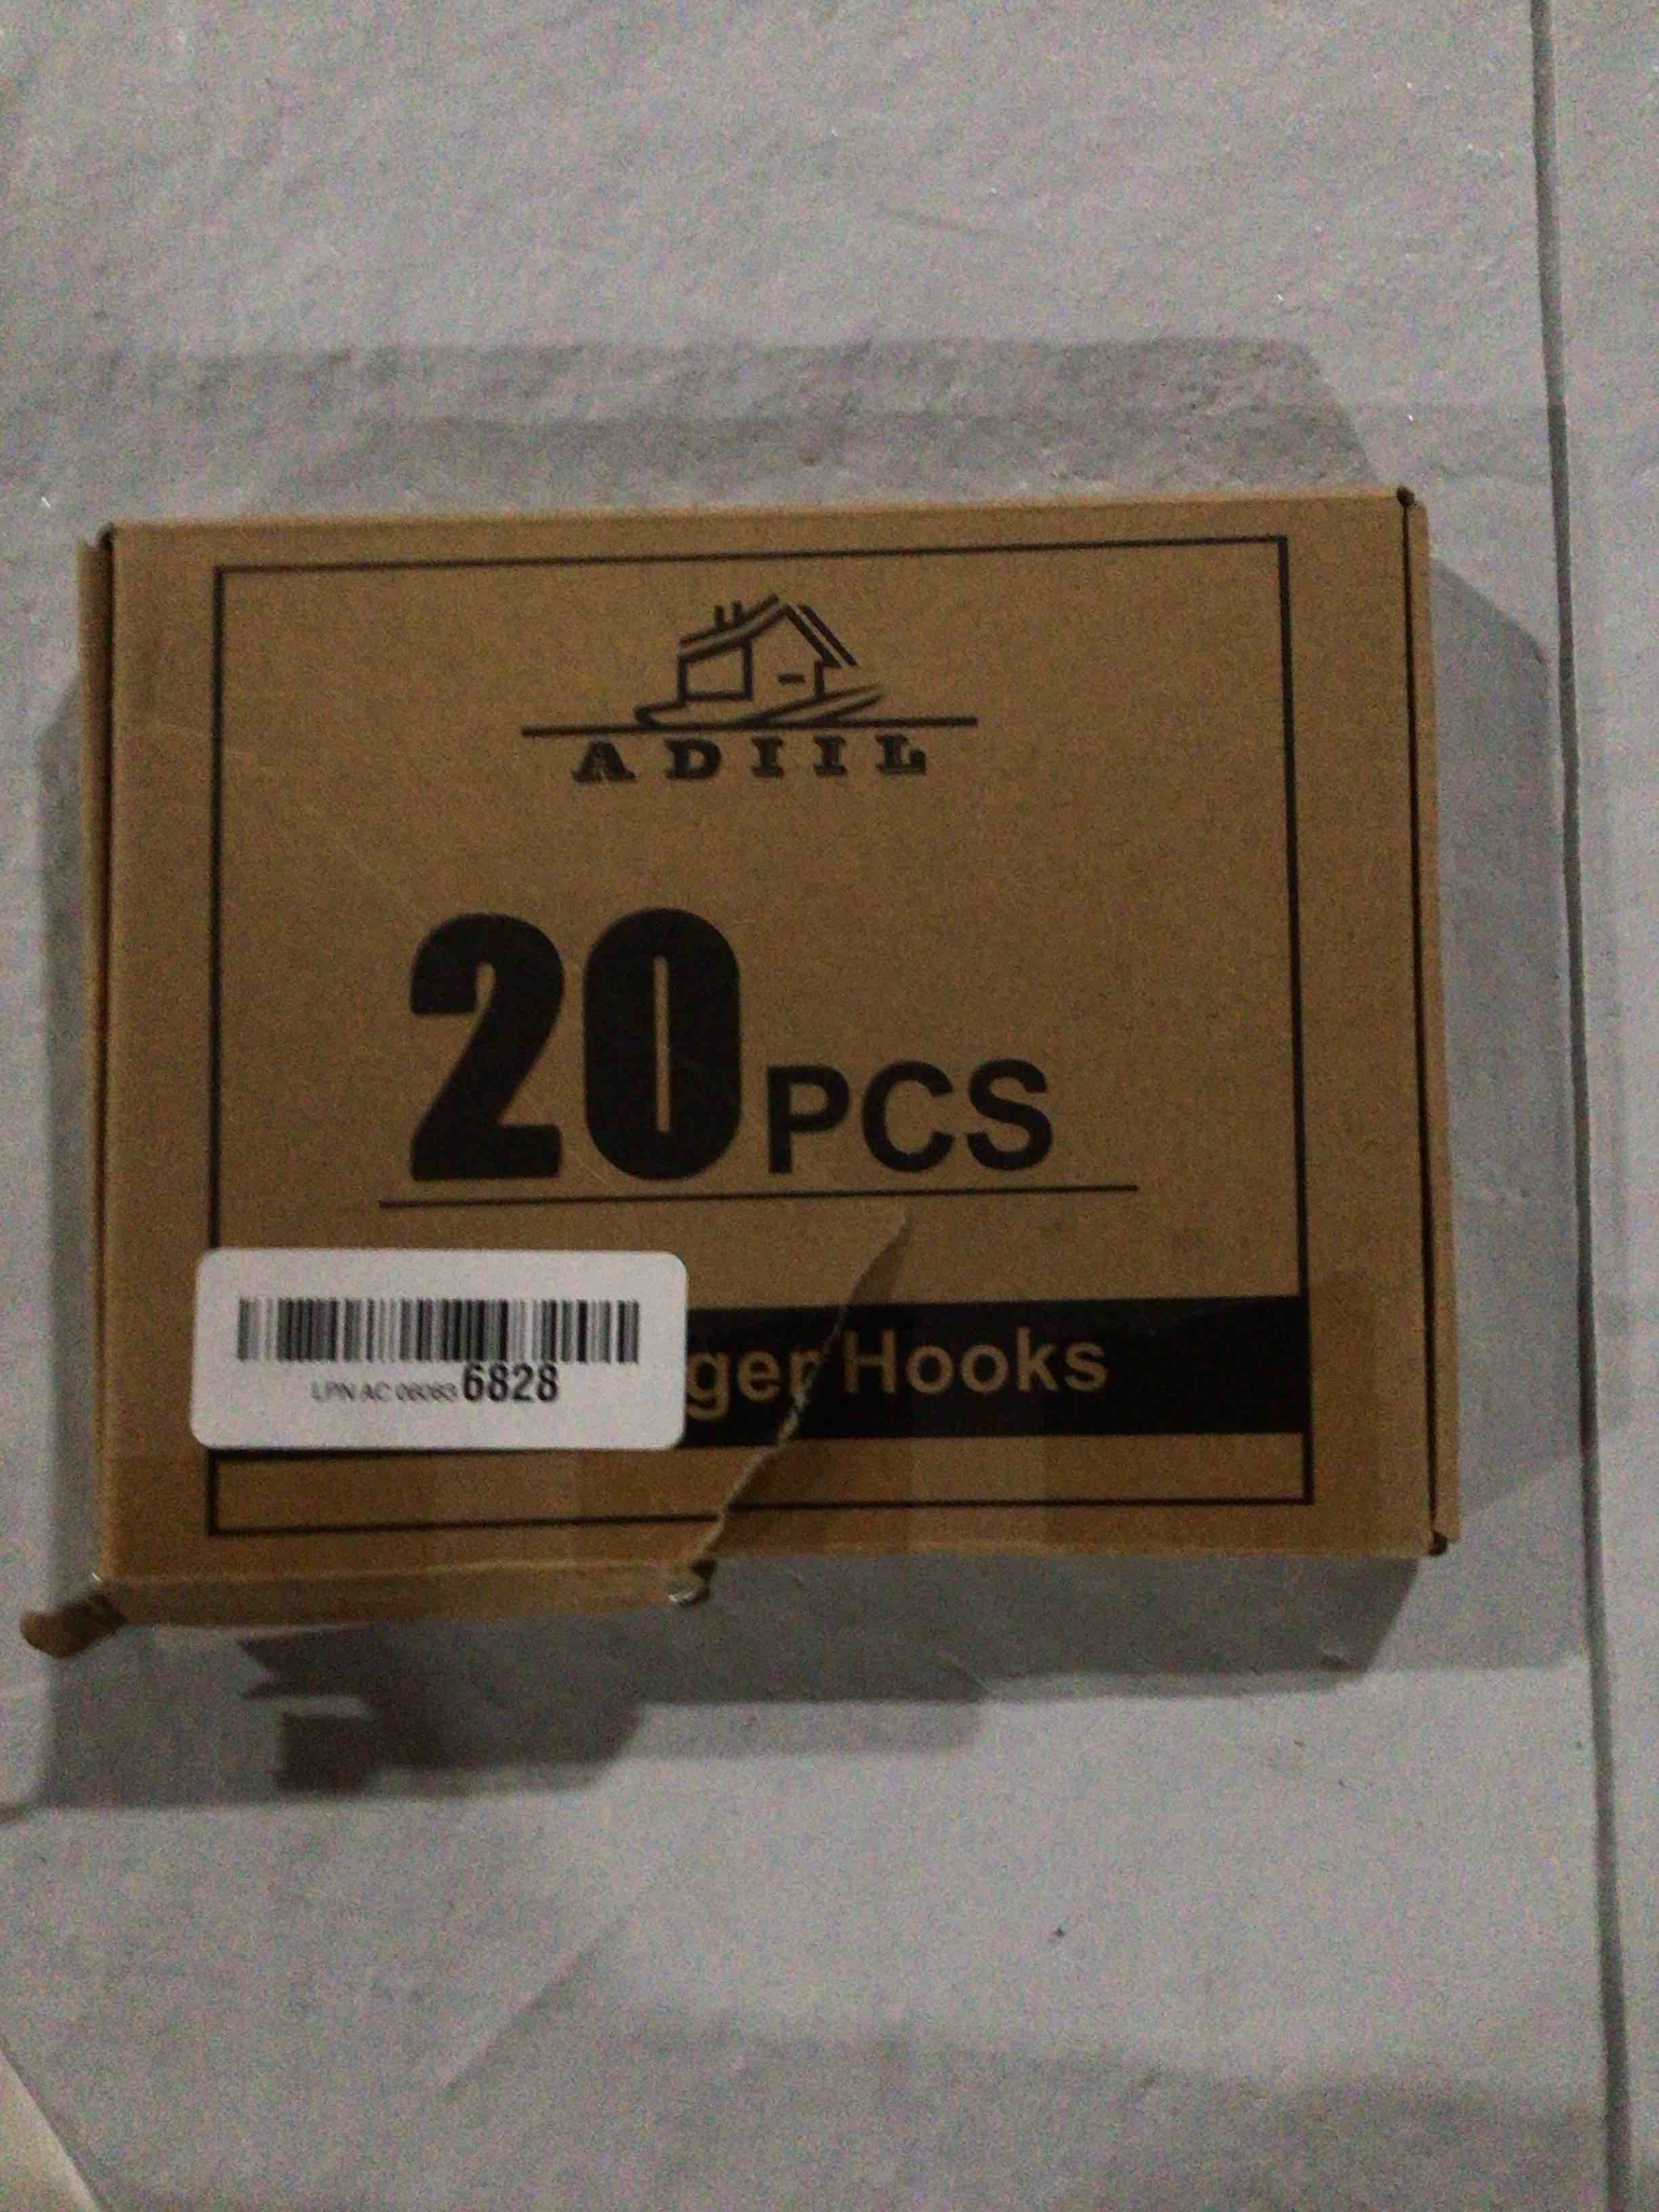 ADIIL
20PCS
ger Hooks
LPN AC 06083 6828